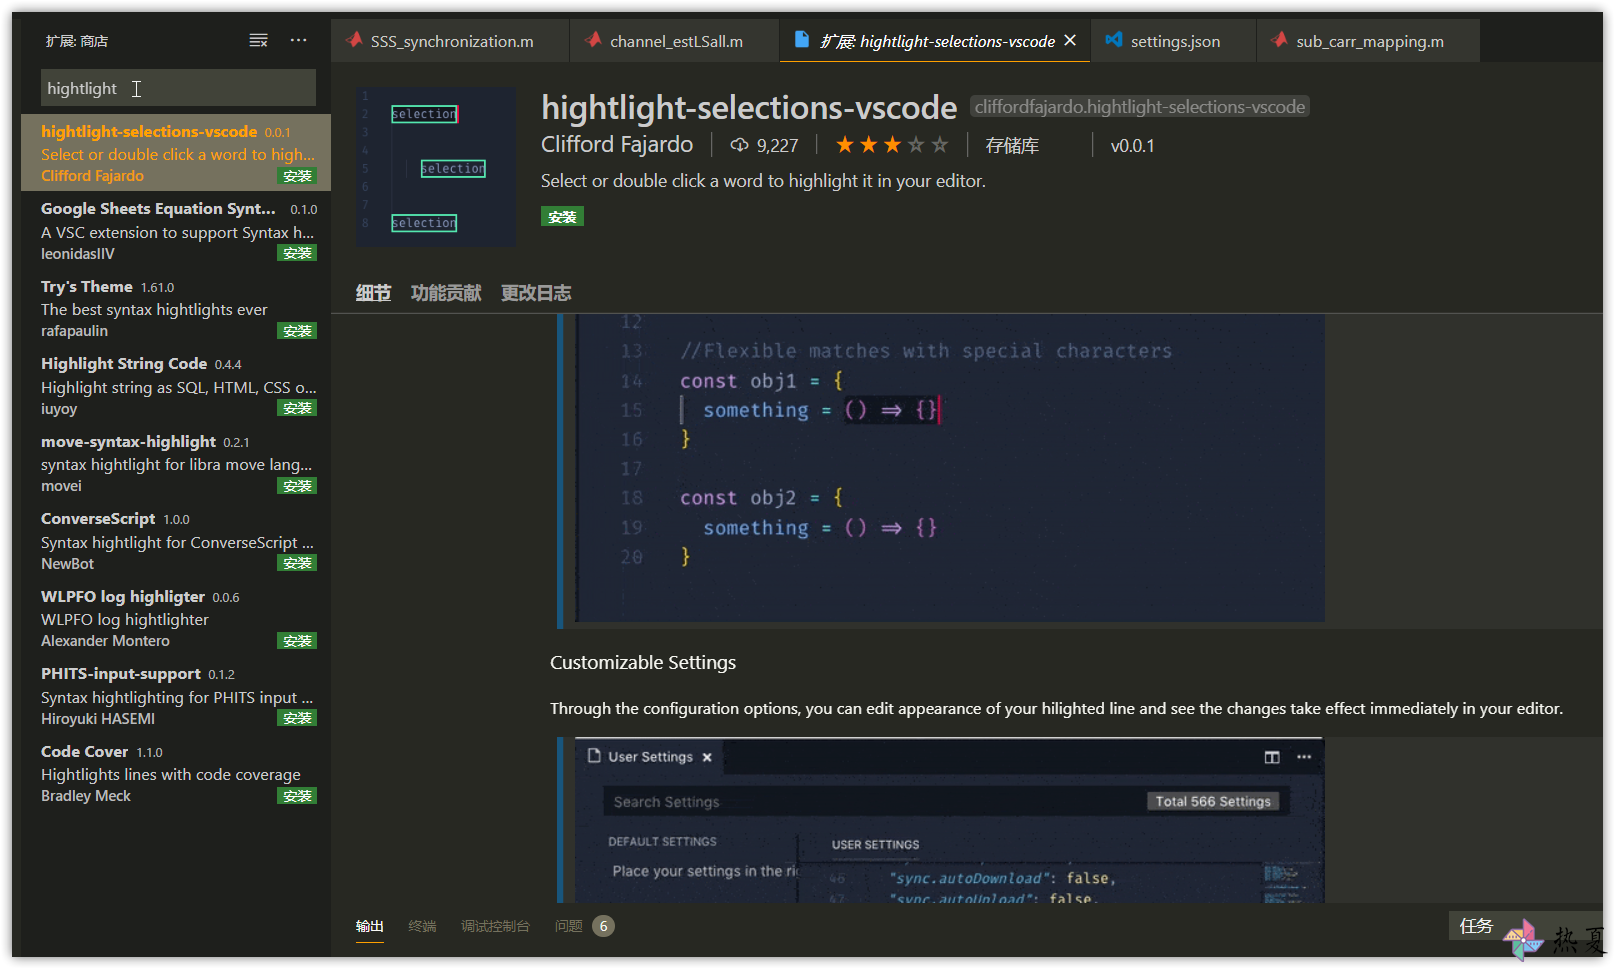 扩展: 商店
hightlight
hightlight-selections-vscode 0.0.1
Select or double click a word to high...
Clifford Fajardo 安装
Google Sheets Equation Synt... 0.1.0
A VSC extension to support Syntax h...
leonidasIIV 安装
Try's Theme 1.61.0
The best syntax hightlights ever
rafapaulin 安装
Highlight String Code 0.4.4
Highlight string as SQL, HTML, CSS o...
iuyoy 安装
move-syntax-highlight 0.2.1
syntax hightlight for libra move lang...
movei 安装
ConverseScript 1.0.0
Syntax hightlight for ConverseScript ...
NewBot 安装
WLPFO log highligter 0.0.6
WLPFO log hightlighter
Alexander Montero 安装
PHITS-input-support 0.1.2
Syntax hightlighting for PHITS input ...
Hiroyuki HASEMI 安装
Code Cover 1.1.0
Hightlights lines with code coverage
Bradley Meck 安装
SSS_synchronization.m channel_estLSall.m 扩展: hightlight-selections-vscode settings.json sub_carr_mapping.m
1
2 selection
3
4
5 selection
6
7
8 selection
hightlight-selections-vscode cliffordfajardo.hightlight-selections-vscode
Clifford Fajardo 9,227 存储库 v0.0.1
Select or double click a word to highlight it in your editor.
安装
细节 功能贡献 更改日志
12
13 //Flexible matches with special characters
14 const obj1 = {
15 something = () => {}
16 }
17
18 const obj2 = {
19 something = () => {}
20 }
Customizable Settings
Through the configuration options, you can edit appearance of your hilighted line and see the changes take effect immediately in your editor.
User Settings
Search Settings Total 566 Settings
DEFAULT SETTINGS USER SETTINGS
Place your settings in the ri
46 "sync.autoDownload": false,
47 "sync.autoUpload": false,
输出 终端 调试控制台 问题 6 任务
热夏